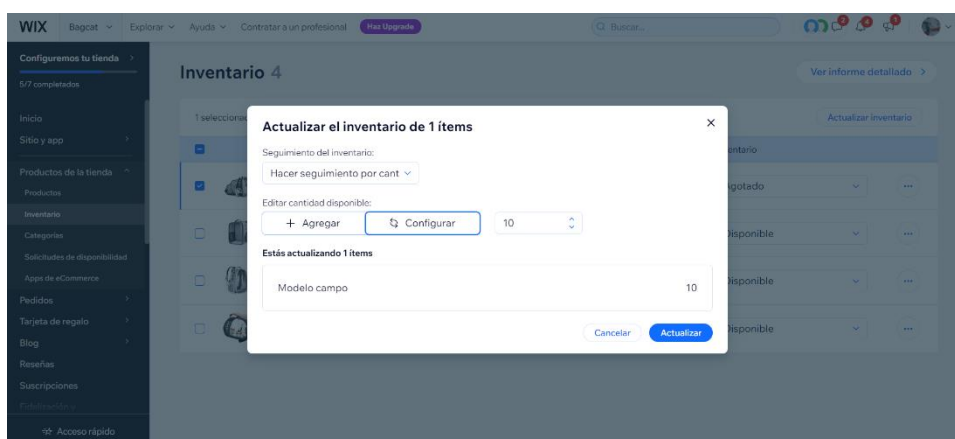 WIX Bagcat Explorar Ayuda Contratar a un profesional Haz Upgrade Buscar...
Configuremos tu tienda
5/7 completados
Inicio
Sitio y app
Productos de la tienda
Productos
Inventario
Categorías
Solicitudes de disponibilidad
Apps de eCommerce
Pedidos
Tarjeta de regalo
Blog
Reseñas
Suscripciones
Acceso rápido
Inventario 4
Ver informe detallado
Actualizar inventario
Agotado
Disponible
Disponible
Disponible
Actualizar el inventario de 1 ítems
Seguimiento del inventario:
Hacer seguimiento por cant
Editar cantidad disponible:
+ Agregar Configurar 10
Estás actualizando 1 ítems
Modelo campo 10
Cancelar Actualizar